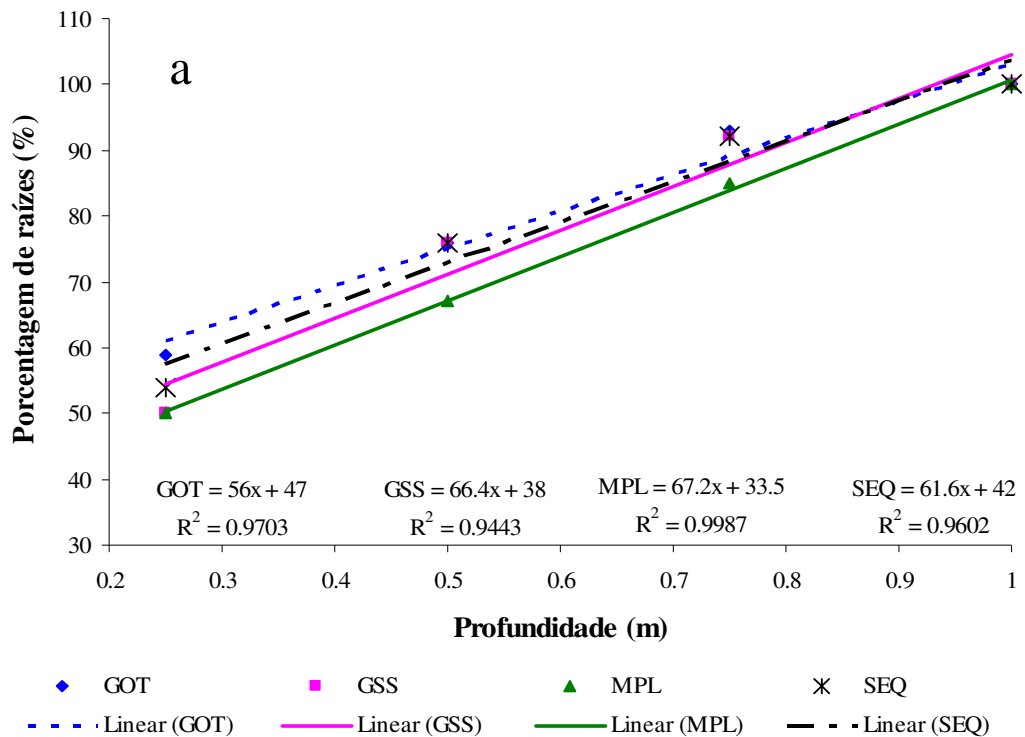 110
100
90
80
70
60
50
40
30
Porcentagem de raízes (%)
a
GOT = 56x + 47
R² = 0.9703
GSS = 66.4x + 38
R² = 0.9443
MPL = 67.2x + 33.5
R² = 0.9987
SEQ = 61.6x + 42
R² = 0.9602
0.2 0.3 0.4 0.5 0.6 0.7 0.8 0.9 1
Profundidade (m)
GOT GSS MPL SEQ
Linear (GOT) Linear (GSS) Linear (MPL) Linear (SEQ)